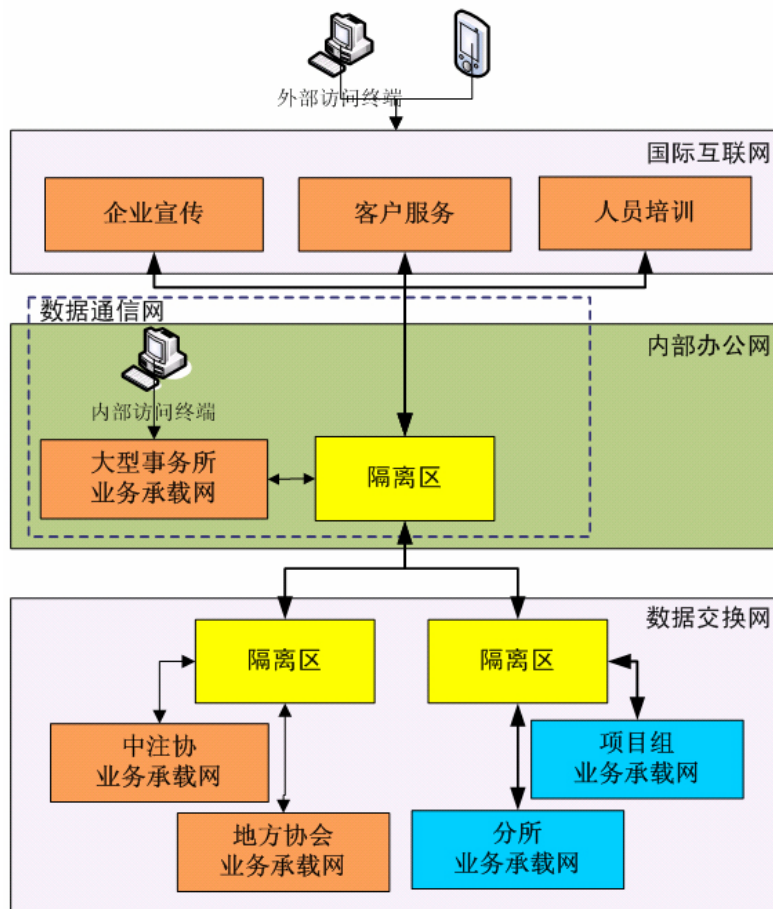 外部访问终端
国际互联网
企业宣传
客户服务
人员培训
数据通信网
内部办公网
内部访问终端
大型事务所
业务承载网
隔离区
数据交换网
隔离区
隔离区
中注协
业务承载网
项目组
业务承载网
地方协会
业务承载网
分所
业务承载网